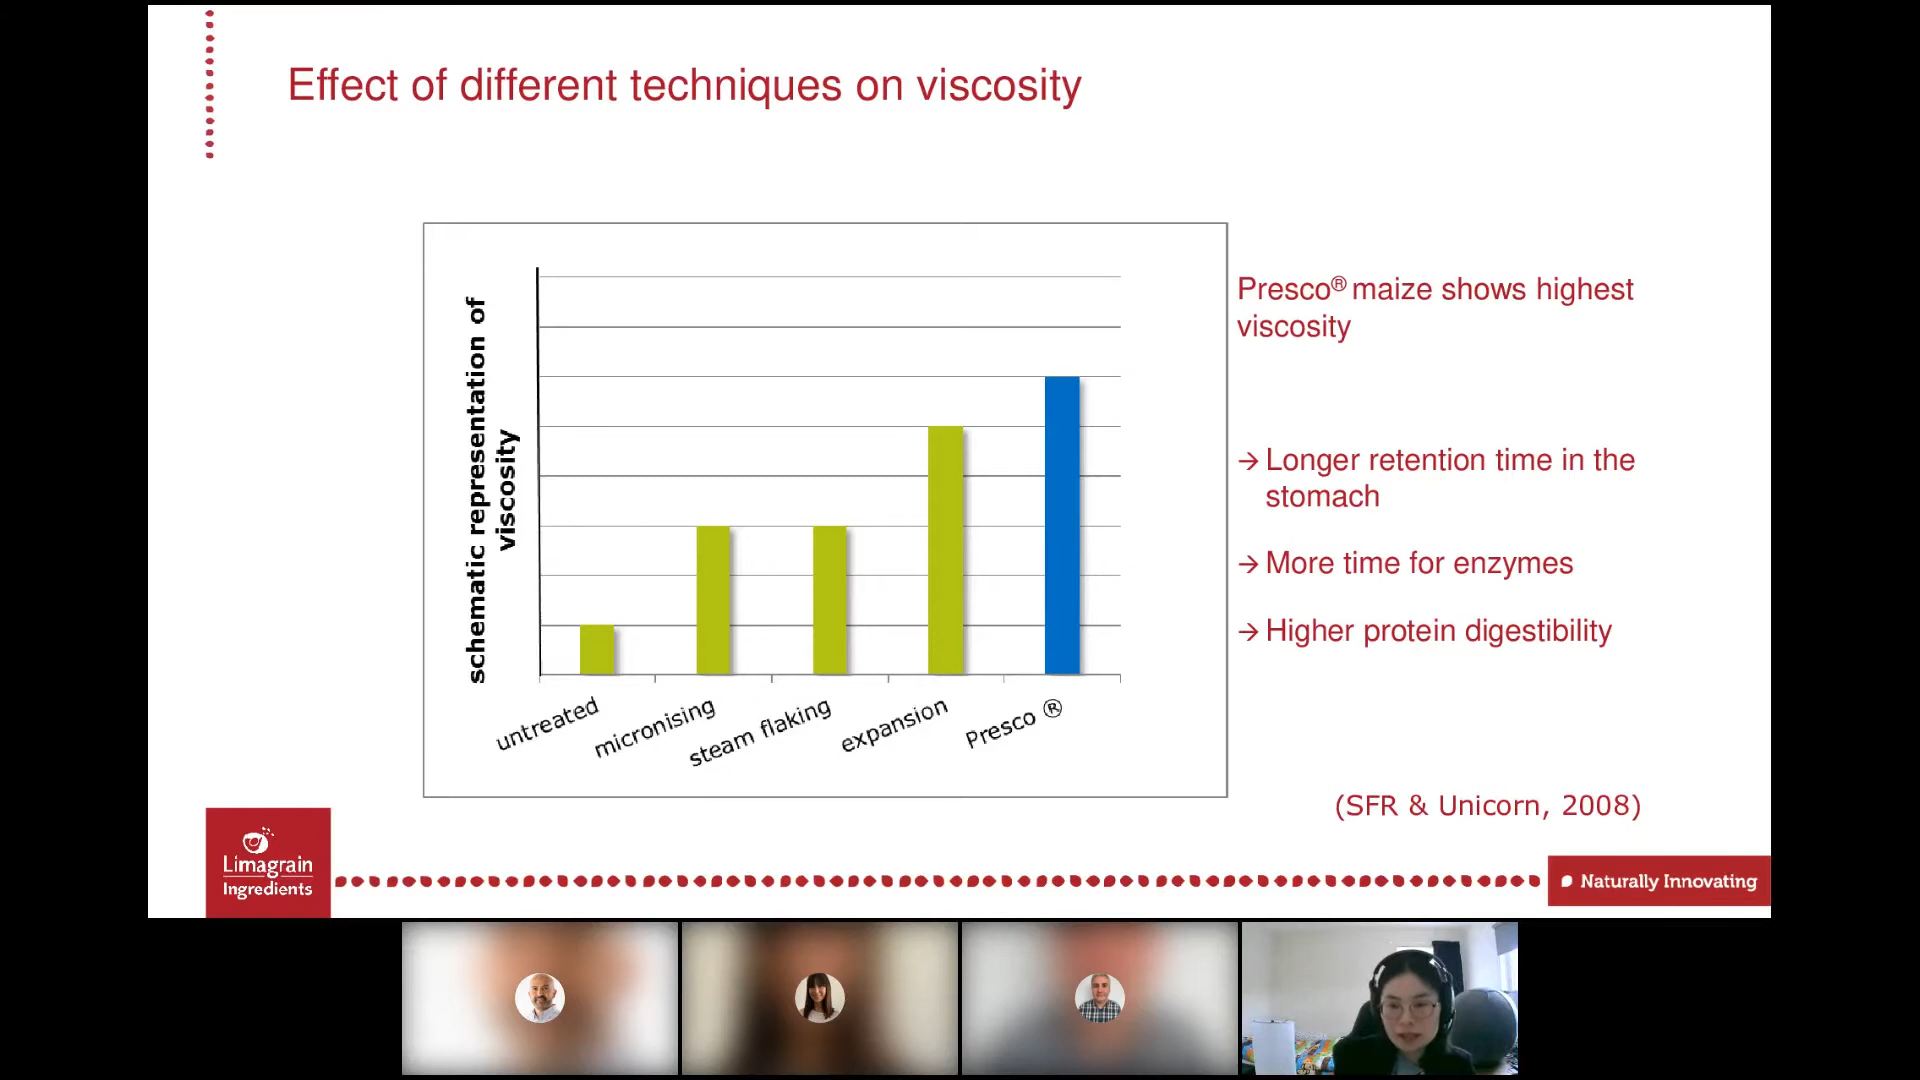 Effect of different techniques on viscosity
schematic representation of
viscosity
untreated
micronising
steam flaking
expansion
Presco ®
Presco® maize shows highest
viscosity
→ Longer retention time in the
stomach
→ More time for enzymes
→ Higher protein digestibility
(SFR & Unicorn, 2008)
Limagrain
Ingredients
Naturally Innovating